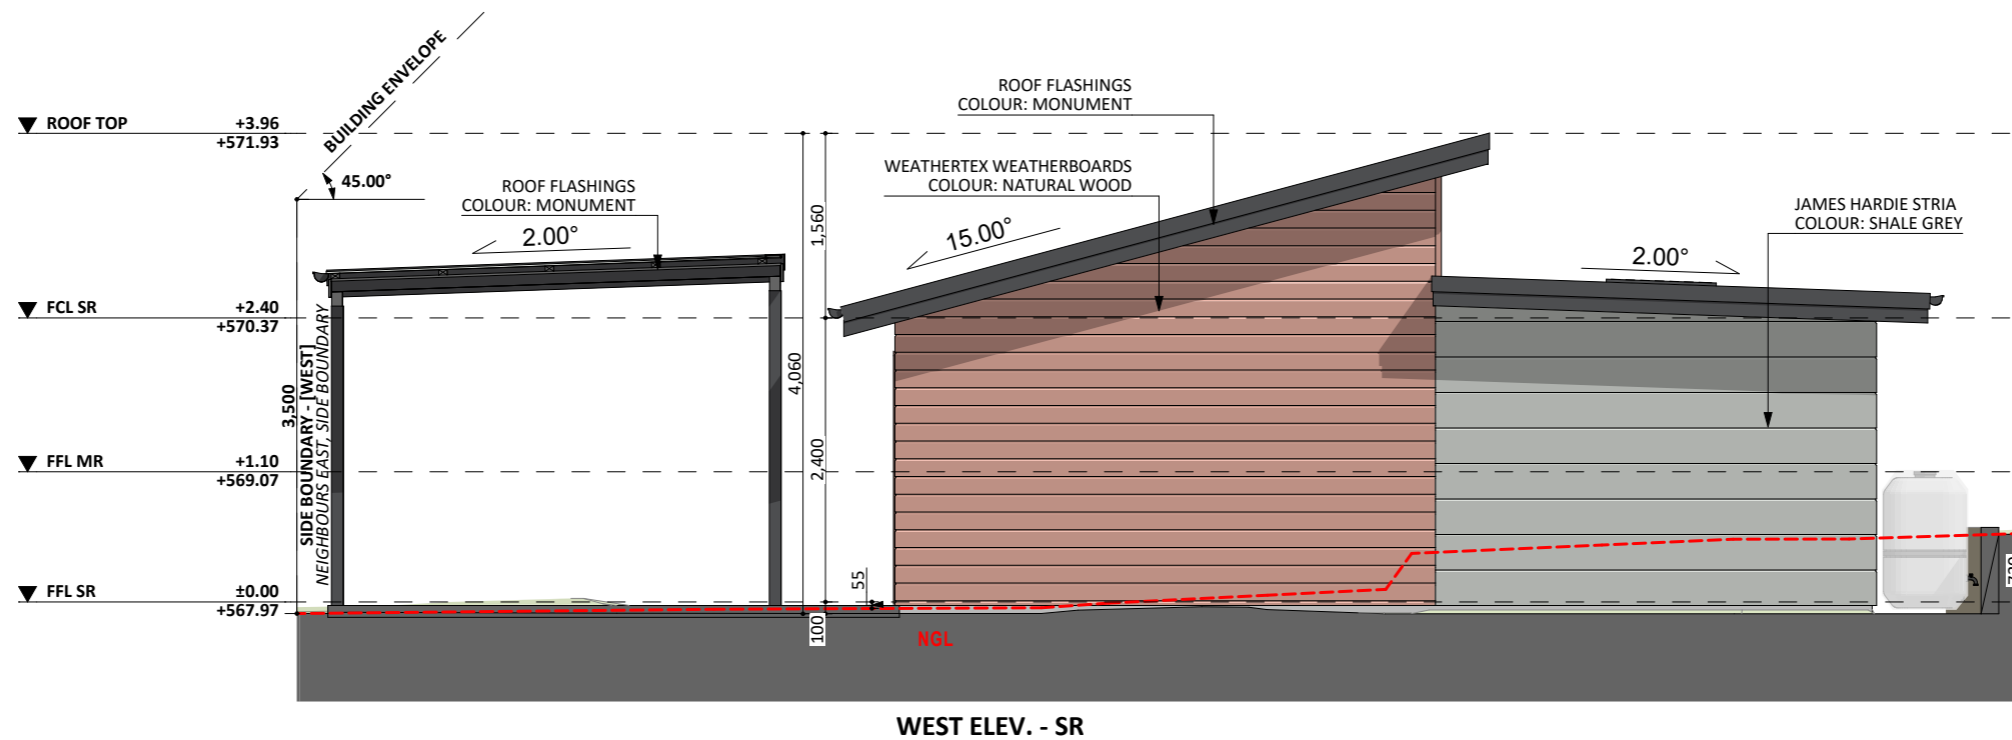 BUILDING ENVELOPE
ROOF FLASHINGS
COLOUR: MONUMENT
ROOF TOP +3.96
+571.93
WEATHERTEX WEATHERBOARDS
COLOUR: NATURAL WOOD
45.00°
ROOF FLASHINGS
COLOUR: MONUMENT
JAMES HARDIE STRIA
COLOUR: SHALE GREY
2.00°
1,560
15.00°
2.00°
FCL SR +2.40
+570.37
3,500
SIDE BOUNDARY - [WEST]
NEIGHBOURS EAST, SIDE BOUNDARY
4,060
2,400
FFL MR +1.10
+569.07
55
FFL SR ±0.00
+567.97
100
NGL
WEST ELEV. - SR